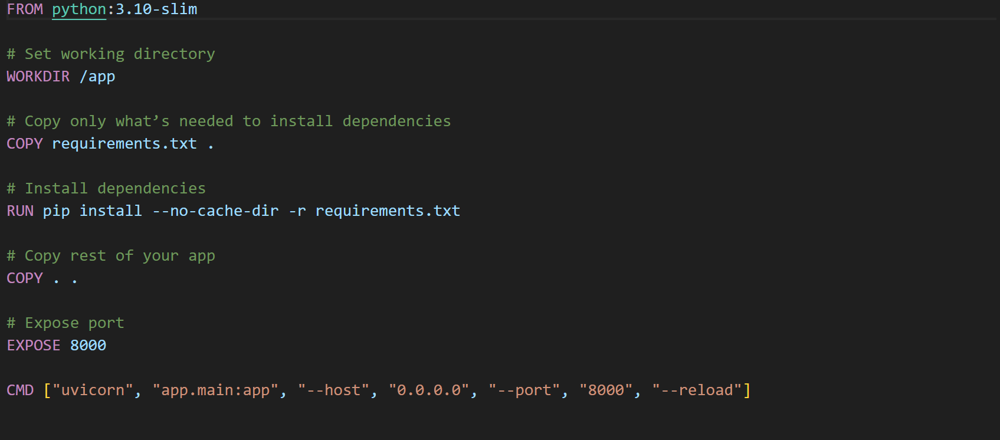 FROM python:3.10-slim
# Set working directory
WORKDIR /app
# Copy only what’s needed to install dependencies
COPY requirements.txt .
# Install dependencies
RUN pip install --no-cache-dir -r requirements.txt
# Copy rest of your app
COPY . .
# Expose port
EXPOSE 8000
CMD ["uvicorn", "app.main:app", "--host", "0.0.0.0", "--port", "8000", "--reload"]